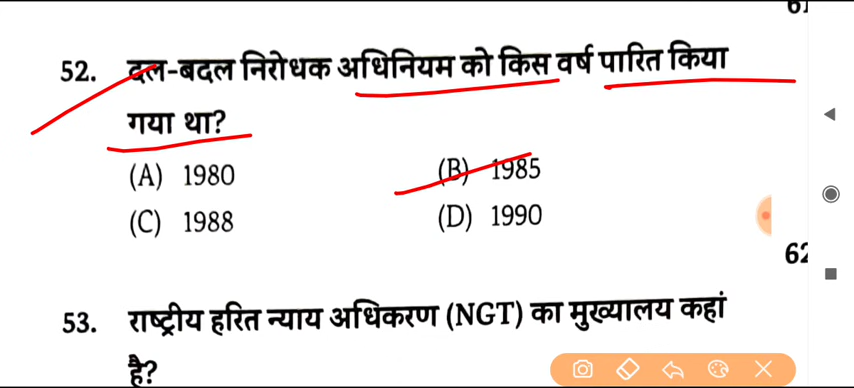 52. दल-बदल निरोधक अधिनियम को किस वर्ष पारित किया
गया था?
(A) 1980 (B) 1985
(C) 1988 (D) 1990
62
53. राष्ट्रीय हरित न्याय अधिकरण (NGT) का मुख्यालय कहां
है?